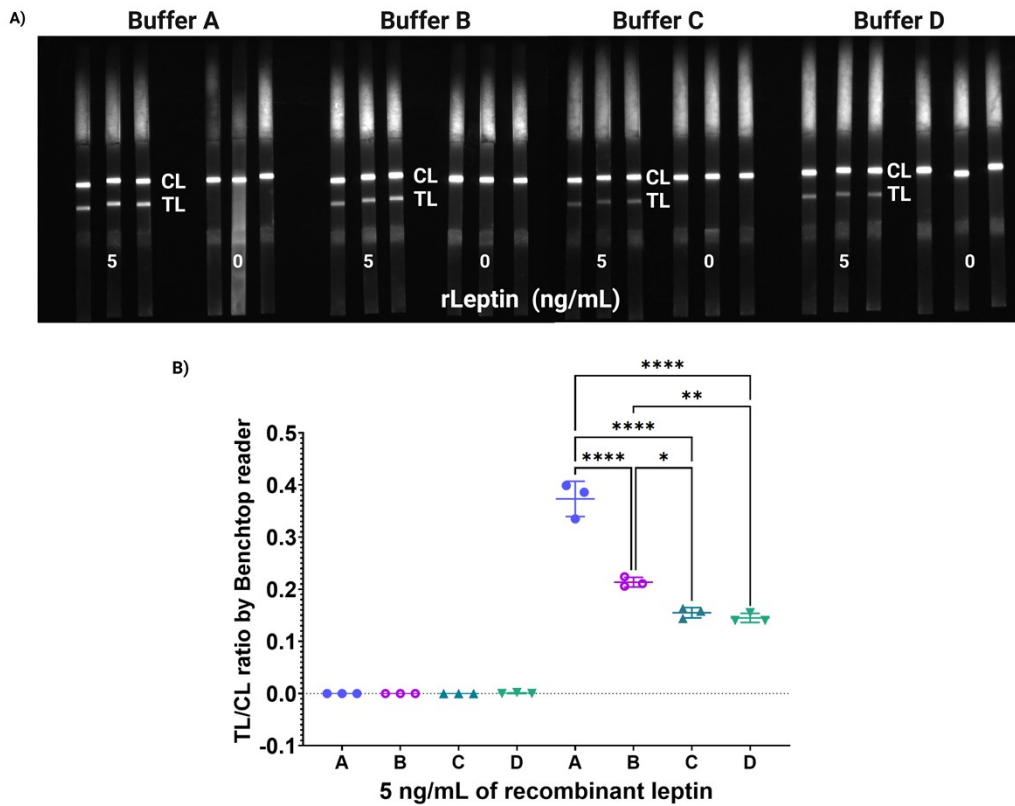 A)
Buffer A Buffer B Buffer C Buffer D
CL CL CL CL
TL TL TL TL
5 0 5 0 5 0 5 0
rLeptin (ng/mL)
B)
****
**
****
**** *
TL/CL ratio by Benchtop reader
0.5
0.4
0.3
0.2
0.1
0.0
-0.1
A B C D A B C D
5 ng/mL of recombinant leptin